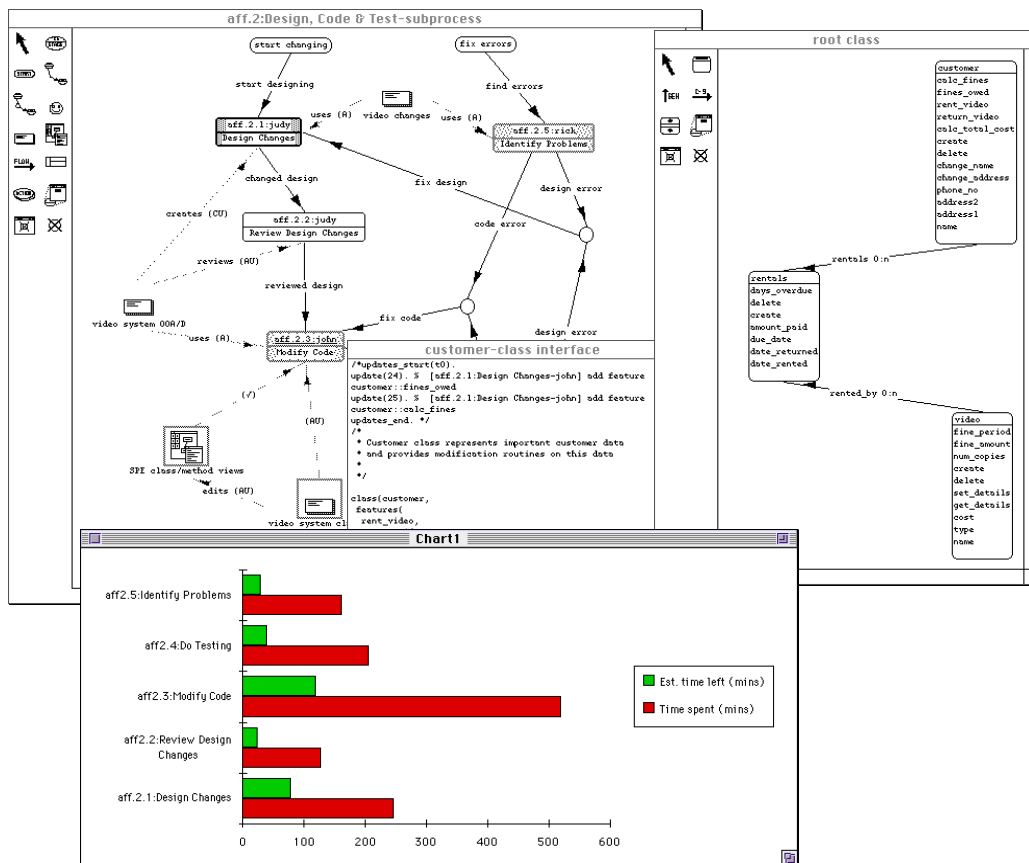 aff.2:Design, Code & Test-subprocess
start changing
fix errors
start designing
find errors
uses (A)
video changes
uses (A)
aff.2.1:judy
Design Changes
aff.2.5:rick
Identify Problems
changed design
fix design
design error
creates (CU)
aff.2.2:judy
Review Design Changes
code error
reviews (AU)
reviewed design
video system OOA/D
fix code
uses (A)
design error
aff.2.3:john
Modify Code
(√)
(AU)
SPE class/method views
edits (AU)
video system cl
START
FLOW
ACTION
customer-class interface
/*updates_start(t0).
update(24). % [aff.2.1:Design Changes-john] add feature
customer::fines_owed
update(25). % [aff.2.1:Design Changes-john] add feature
customer::calc_fines
updates_end. */
/*
* Customer class represents important customer data
* and provides modification routines on this data
*
*/
class(customer,
features(
rent_video,
root class
GEN
customer
calc_fines
fines_owed
rent_video
return_video
calc_total_cost
create
delete
change_name
change_address
phone_no
address2
address1
name
rentals 0:n
rentals
days_overdue
delete
create
amount_paid
due_date
date_returned
date_rented
rented_by 0:n
video
fine_period
fine_amount
num_copies
create
delete
set_details
get_details
cost
type
name
Chart1
aff2.5:Identify Problems
aff2.4:Do Testing
aff2.3:Modify Code
aff2.2:Review Design
Changes
aff.2.1:Design Changes
Est. time left (mins)
Time spent (mins)
0 100 200 300 400 500 600